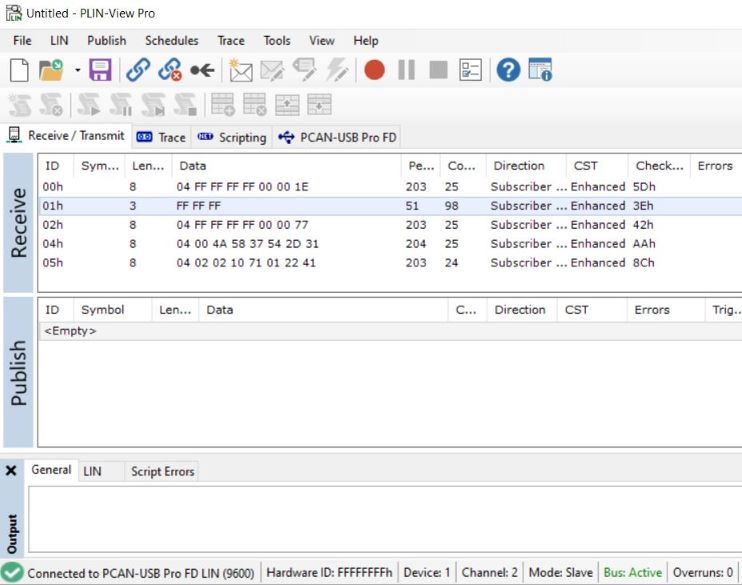 Untitled - PLIN-View Pro
File LIN Publish Schedules Trace Tools View Help
Receive / Transmit Trace Scripting PCAN-USB Pro FD
Receive
ID Sym... Len... Data Pe... Co... Direction CST Check... Errors
00h 8 04 FF FF FF FF 00 00 1E 203 25 Subscriber ... Enhanced 5Dh
01h 3 FF FF FF 51 98 Subscriber ... Enhanced 3Eh
02h 8 04 FF FF FF FF 00 00 77 203 25 Subscriber ... Enhanced 42h
04h 8 04 00 4A 58 37 54 2D 31 204 25 Subscriber ... Enhanced AAh
05h 8 04 02 02 10 71 01 22 41 203 24 Subscriber ... Enhanced 8Ch
Publish
ID Symbol Len... Data C... Direction CST Errors Trig...
<Empty>
General LIN Script Errors
Output
Connected to PCAN-USB Pro FD LIN (9600) Hardware ID: FFFFFFFFh Device: 1 Channel: 2 Mode: Slave Bus: Active Overruns: 0